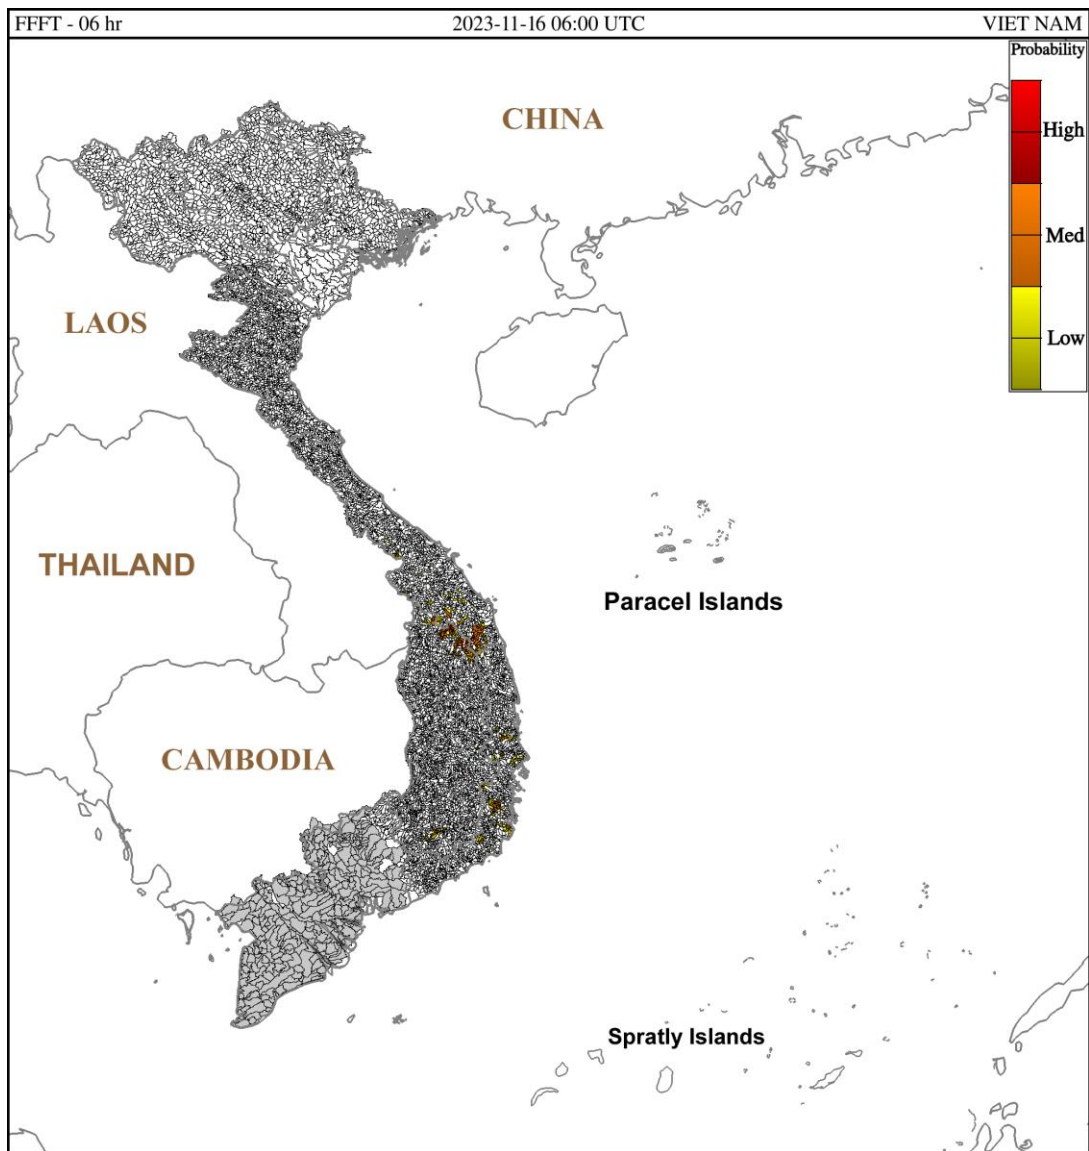 FFFT - 06 hr 2023-11-16 06:00 UTC VIET NAM
Probability
CHINA
High
Med
LAOS
Low
THAILAND
Paracel Islands
CAMBODIA
Spratly Islands